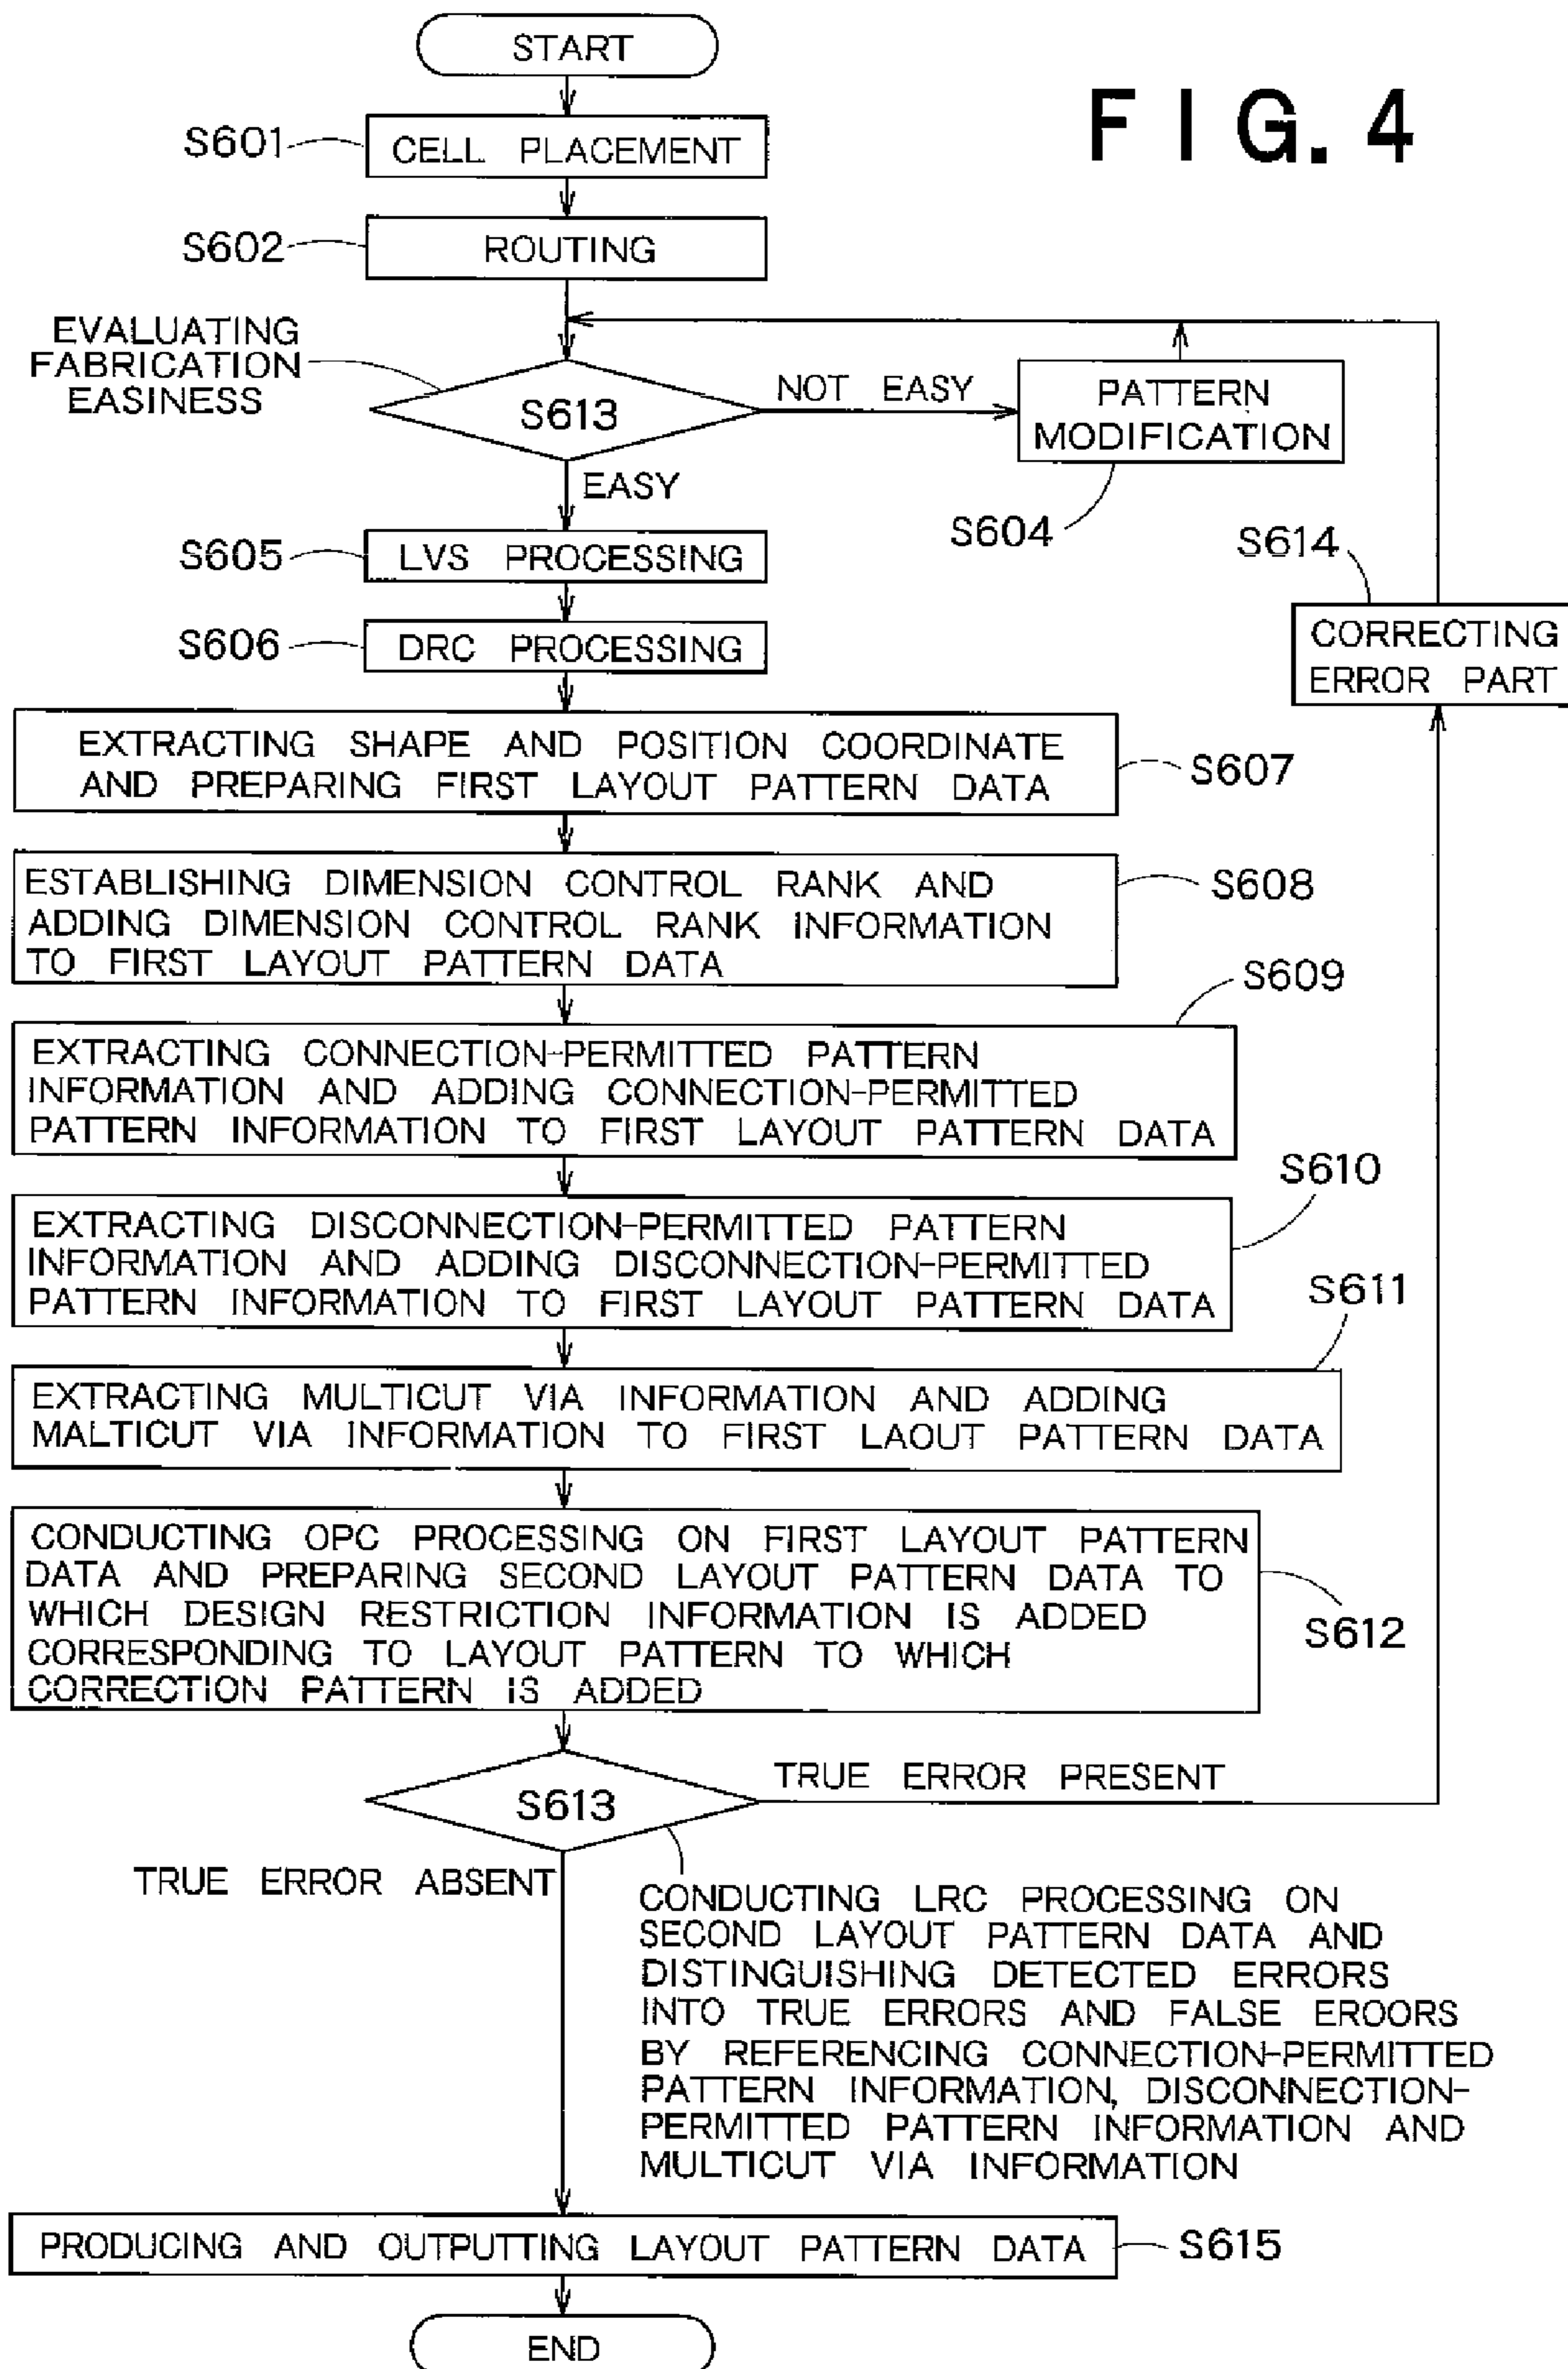 FIG. 4
START
S601
CELL PLACEMENT
S602
ROUTING
EVALUATING
FABRICATION
EASINESS
S613
NOT EASY
PATTERN
MODIFICATION
S604
EASY
S605
LVS PROCESSING
S614
S606
DRC PROCESSING
CORRECTING
ERROR PART
EXTRACTING SHAPE AND POSITION COORDINATE
AND PREPARING FIRST LAYOUT PATTERN DATA
S607
ESTABLISHING DIMENSION CONTROL RANK AND
ADDING DIMENSION CONTROL RANK INFORMATION
TO FIRST LAYOUT PATTERN DATA
S608
S609
EXTRACTING CONNECTION-PERMITTED PATTERN
INFORMATION AND ADDING CONNECTION-PERMITTED
PATTERN INFORMATION TO FIRST LAYOUT PATTERN DATA
S610
EXTRACTING DISCONNECTION-PERMITTED PATTERN
INFORMATION AND ADDING DISCONNECTION-PERMITTED
PATTERN INFORMATION TO FIRST LAYOUT PATTERN DATA
S611
EXTRACTING MULTICUT VIA INFORMATION AND ADDING
MALTICUT VIA INFORMATION TO FIRST LAOUT PATTERN DATA
CONDUCTING OPC PROCESSING ON FIRST LAYOUT PATTERN
DATA AND PREPARING SECOND LAYOUT PATTERN DATA TO
WHICH DESIGN RESTRICTION INFORMATION IS ADDED
CORRESPONDING TO LAYOUT PATTERN TO WHICH
CORRECTION PATTERN IS ADDED
S612
S613
TRUE ERROR PRESENT
TRUE ERROR ABSENT
CONDUCTING LRC PROCESSING ON
SECOND LAYOUT PATTERN DATA AND
DISTINGUISHING DETECTED ERRORS
INTO TRUE ERRORS AND FALSE EROORS
BY REFERENCING CONNECTION-PERMITTED
PATTERN INFORMATION, DISCONNECTION-
PERMITTED PATTERN INFORMATION AND
MULTICUT VIA INFORMATION
PRODUCING AND OUTPUTTING LAYOUT PATTERN DATA
S615
END